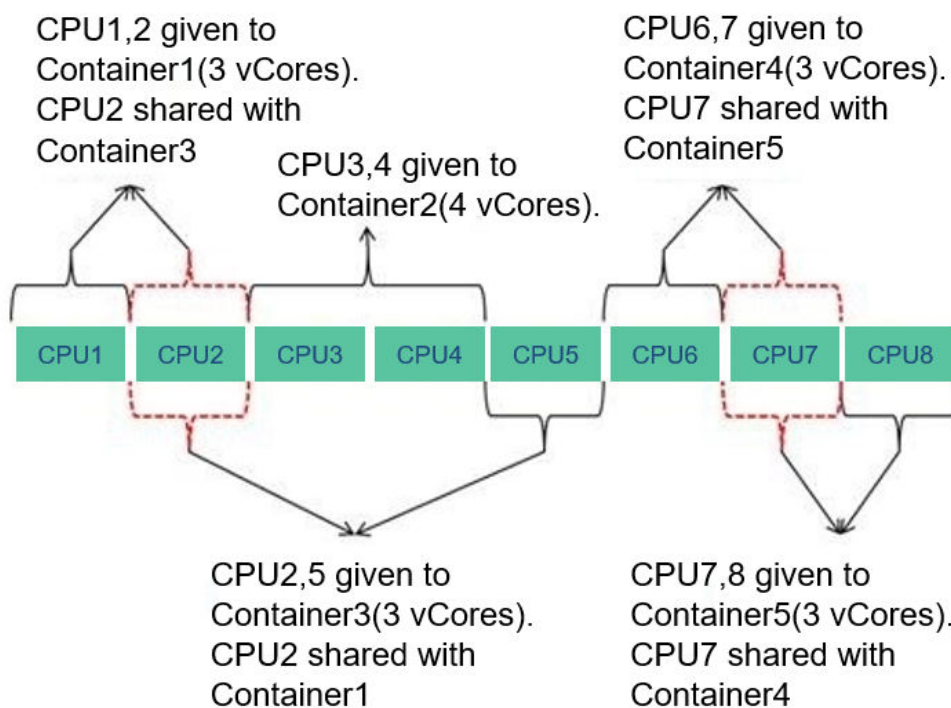 CPU1,2 given to
Container1(3 vCores).
CPU2 shared with
Container3
CPU3,4 given to
Container2(4 vCores).
CPU6,7 given to
Container4(3 vCores).
CPU7 shared with
Container5
CPU1 CPU2 CPU3 CPU4 CPU5 CPU6 CPU7 CPU8
CPU2,5 given to
Container3(3 vCores).
CPU2 shared with
Container1
CPU7,8 given to
Container5(3 vCores).
CPU7 shared with
Container4